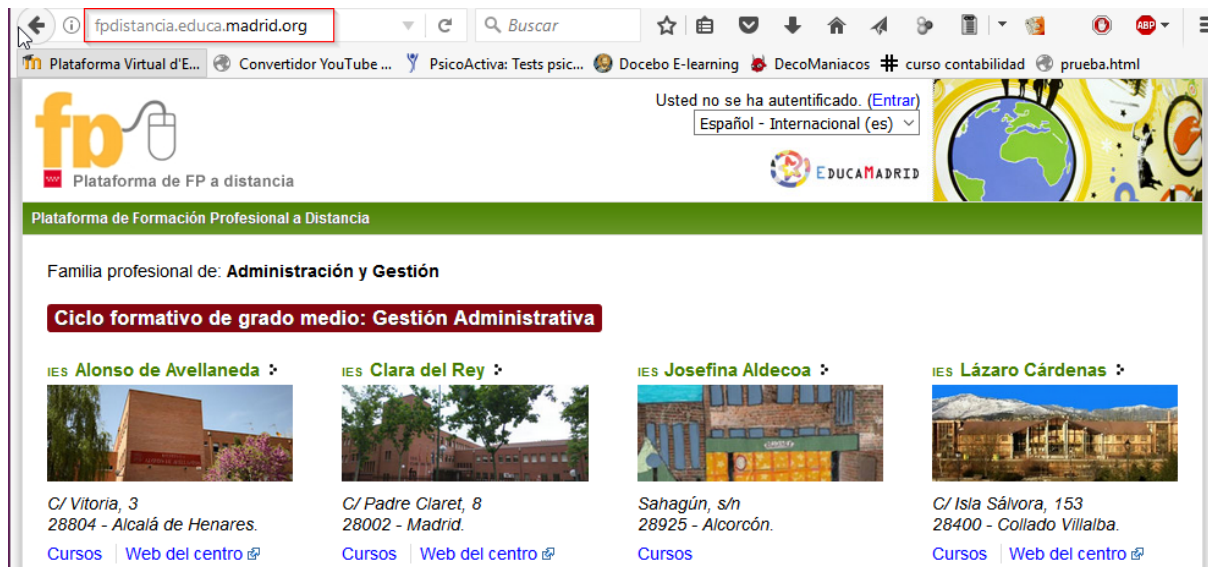 fpdistancia.educa.madrid.org
Buscar
ABP
Plataforma Virtual d'E...
Convertidor YouTube ...
PsicoActiva: Tests psic...
Docebo E-learning
DecoManiacos
curso contabilidad
prueba.html
fp
Plataforma de FP a distancia
Usted no se ha autentificado. (Entrar)
Español - Internacional (es)
EDUCAMADRID
Plataforma de Formación Profesional a Distancia
Familia profesional de: Administración y Gestión
Ciclo formativo de grado medio: Gestión Administrativa
IES Alonso de Avellaneda
C/ Vitoria, 3
28804 - Alcalá de Henares.
Cursos Web del centro
IES Clara del Rey
C/ Padre Claret, 8
28002 - Madrid.
Cursos Web del centro
IES Josefina Aldecoa
Sahagún, s/n
28925 - Alcorcón.
Cursos
IES Lázaro Cárdenas
C/ Isla Sálvora, 153
28400 - Collado Villalba.
Cursos Web del centro